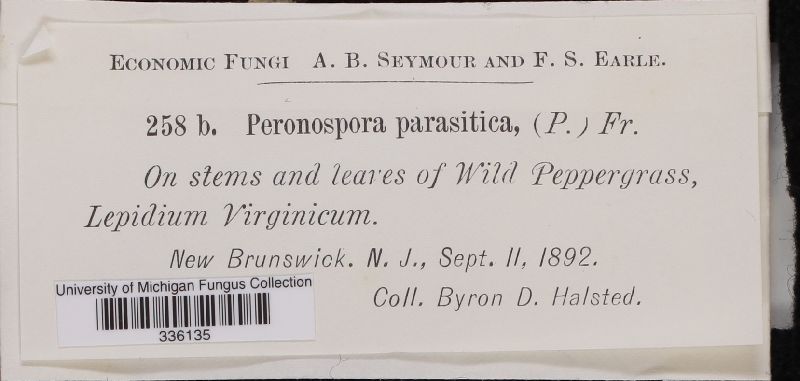 Economic Fungi A. B. Seymour and F. S. Earle.
258 b. Peronospora parasitica, (P.) Fr.
On stems and leaves of Wild Peppergrass,
Lepidium Virginicum.
New Brunswick. N. J., Sept. 11, 1892.
Coll. Byron D. Halsted.
University of Michigan Fungus Collection
336135